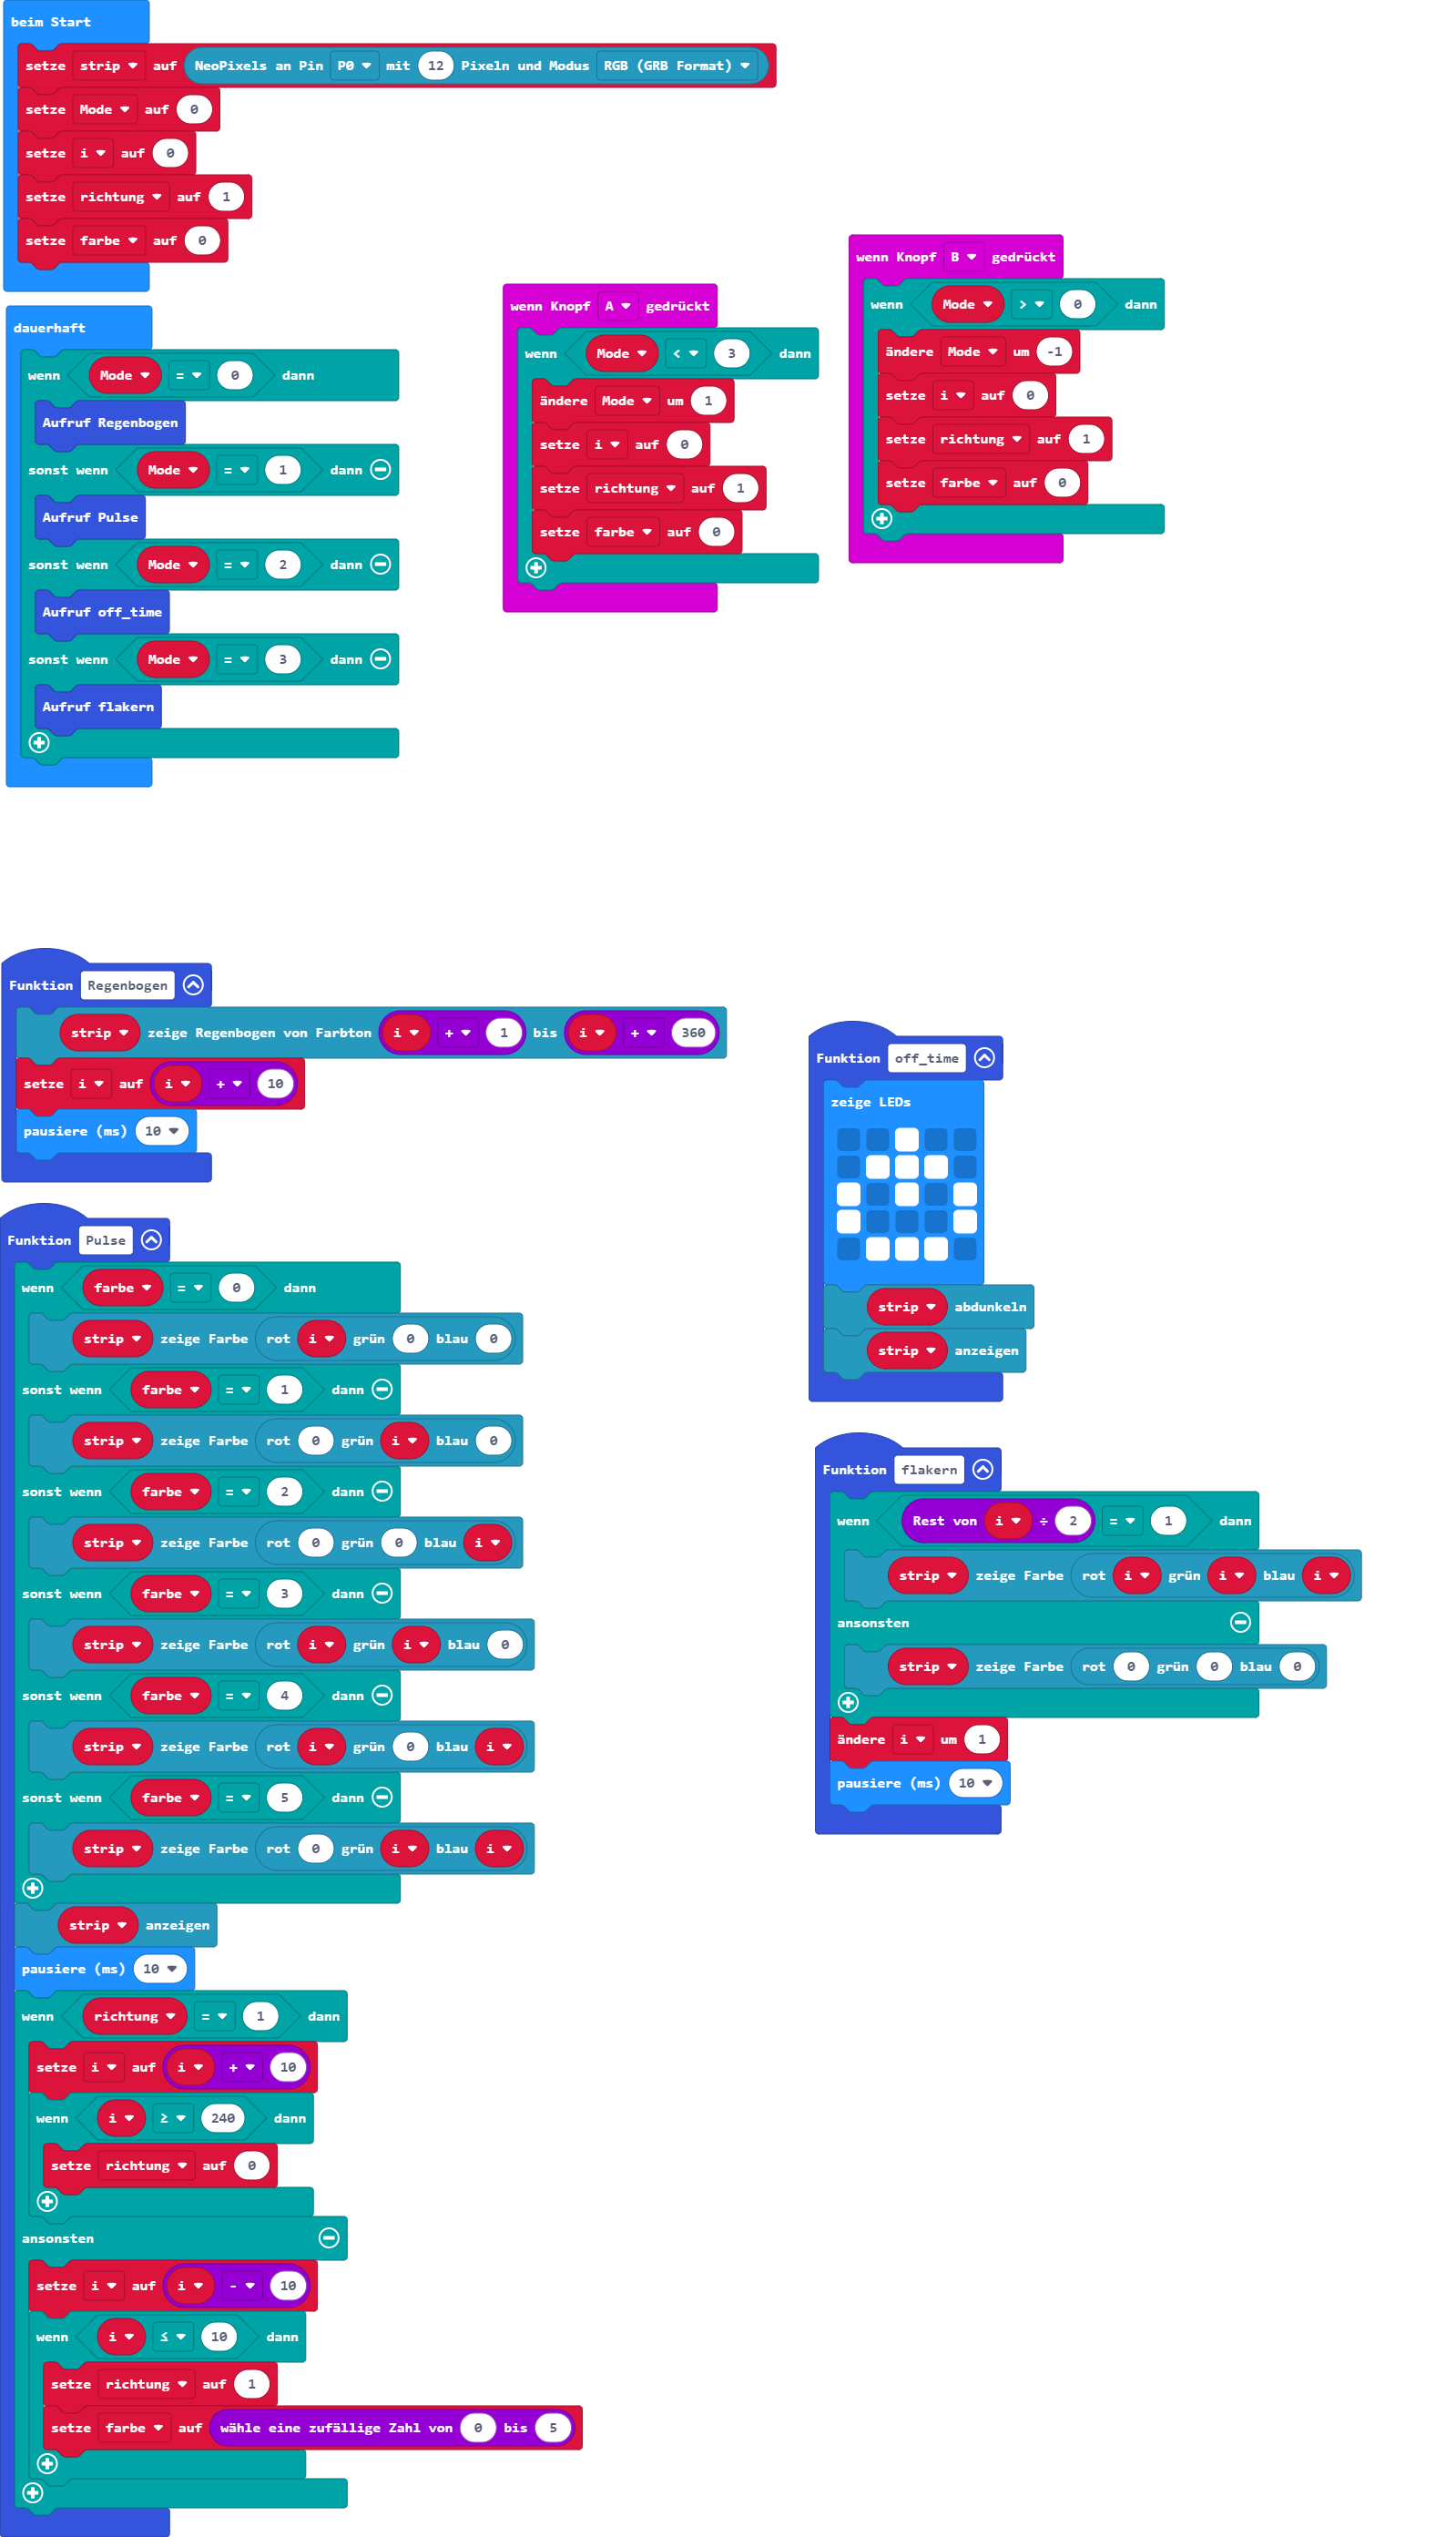 beim Start
setze strip auf NeoPixels an Pin P0 mit 12 Pixeln und Modus RGB (GRB Format)
setze Mode auf 0
setze i auf 0
setze richtung auf 1
setze farbe auf 0
dauerhaft
wenn Mode = 0 dann
Aufruf Regenbogen
sonst wenn Mode = 1 dann
Aufruf Pulse
sonst wenn Mode = 2 dann
Aufruf off_time
sonst wenn Mode = 3 dann
Aufruf flakern
wenn Knopf A gedrückt
wenn Mode < 3 dann
ändere Mode um 1
setze i auf 0
setze richtung auf 1
setze farbe auf 0
wenn Knopf B gedrückt
wenn Mode > 0 dann
ändere Mode um -1
setze i auf 0
setze richtung auf 1
setze farbe auf 0
Funktion Regenbogen
strip zeige Regenbogen von Farbton i + 1 bis i + 360
setze i auf i + 10
pausiere (ms) 10
Funktion Pulse
wenn farbe = 0 dann
strip zeige Farbe rot i grün 0 blau 0
sonst wenn farbe = 1 dann
strip zeige Farbe rot 0 grün i blau 0
sonst wenn farbe = 2 dann
strip zeige Farbe rot 0 grün 0 blau i
sonst wenn farbe = 3 dann
strip zeige Farbe rot i grün i blau 0
sonst wenn farbe = 4 dann
strip zeige Farbe rot i grün 0 blau i
sonst wenn farbe = 5 dann
strip zeige Farbe rot 0 grün i blau i
strip anzeigen
pausiere (ms) 10
wenn richtung = 1 dann
setze i auf i + 10
wenn i ≥ 240 dann
setze richtung auf 0
ansonsten
setze i auf i - 10
wenn i ≤ 10 dann
setze richtung auf 1
setze farbe auf wähle eine zufällige Zahl von 0 bis 5
Funktion off_time
zeige LEDs
strip abdunkeln
strip anzeigen
Funktion flakern
wenn Rest von i ÷ 2 = 1 dann
strip zeige Farbe rot i grün i blau i
ansonsten
strip zeige Farbe rot 0 grün 0 blau 0
ändere i um 1
pausiere (ms) 10